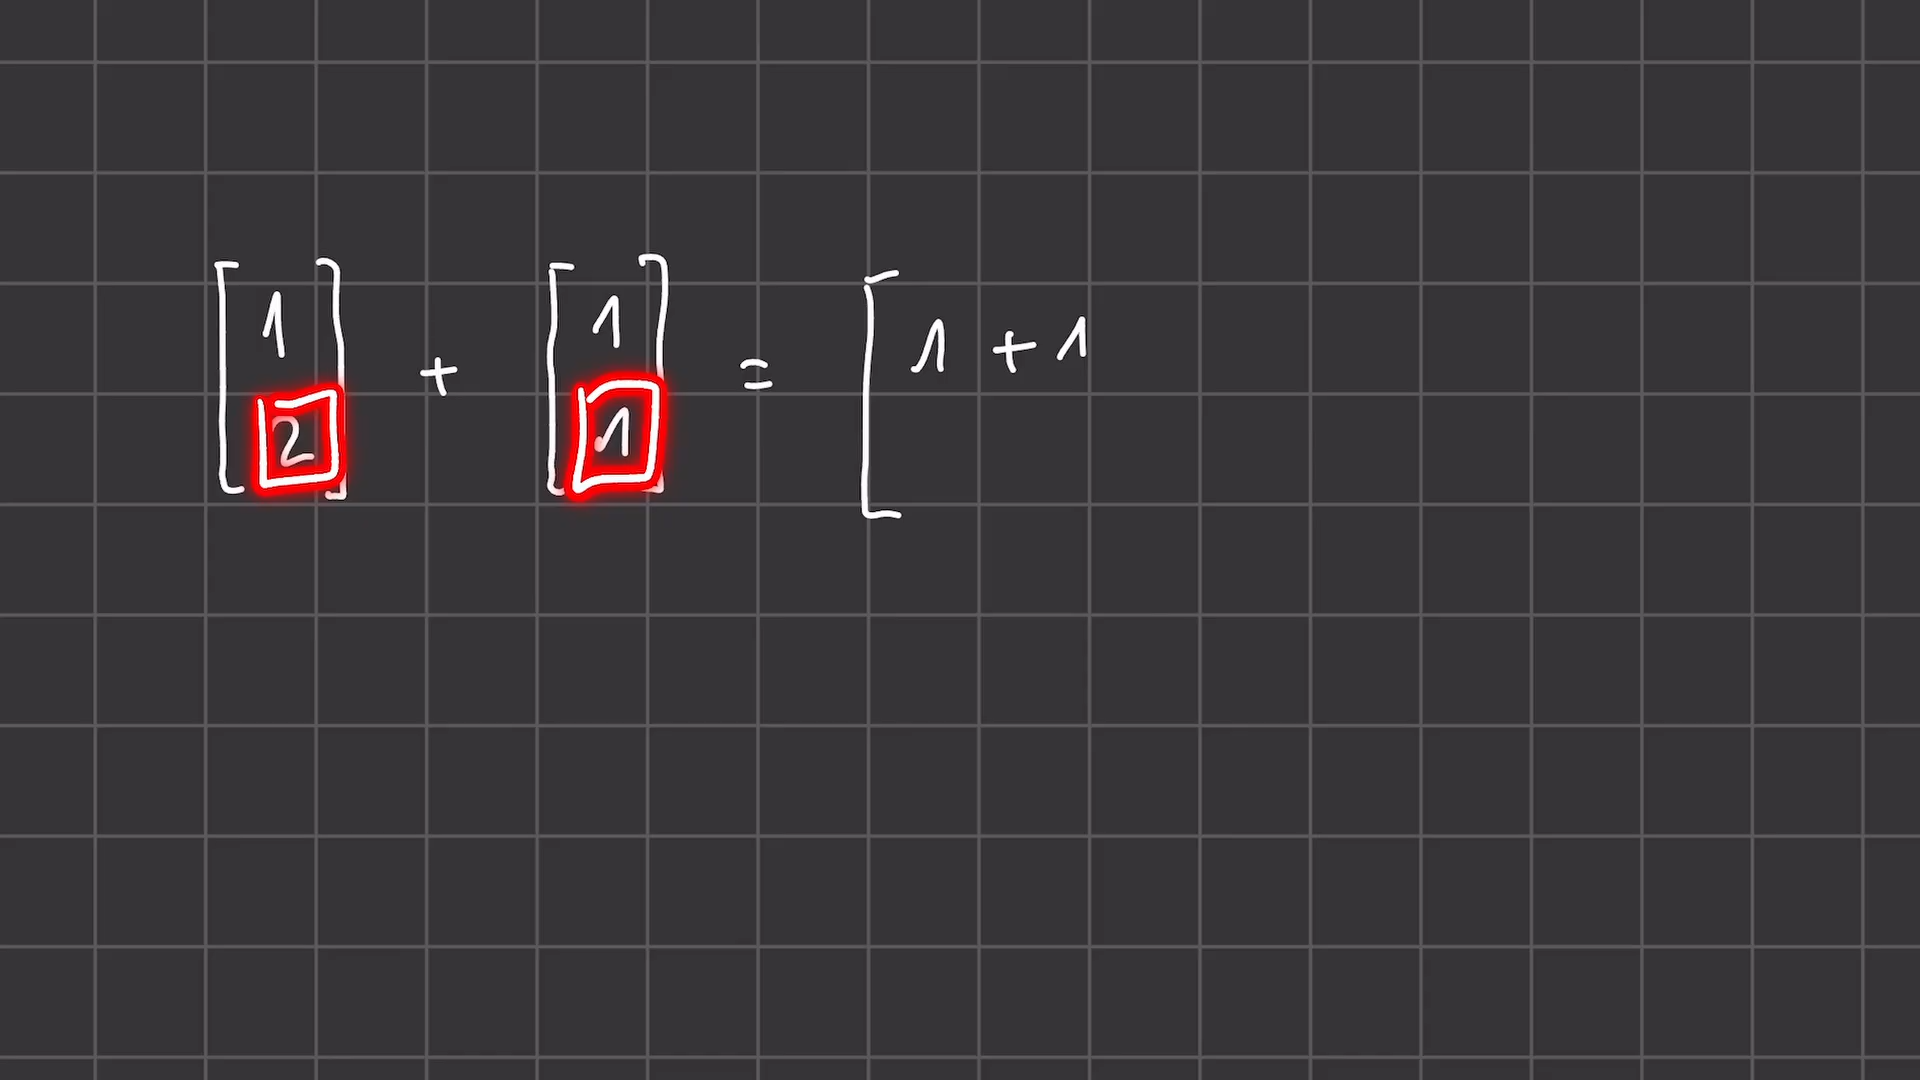 [1 2] + [1 1] = [1 + 1